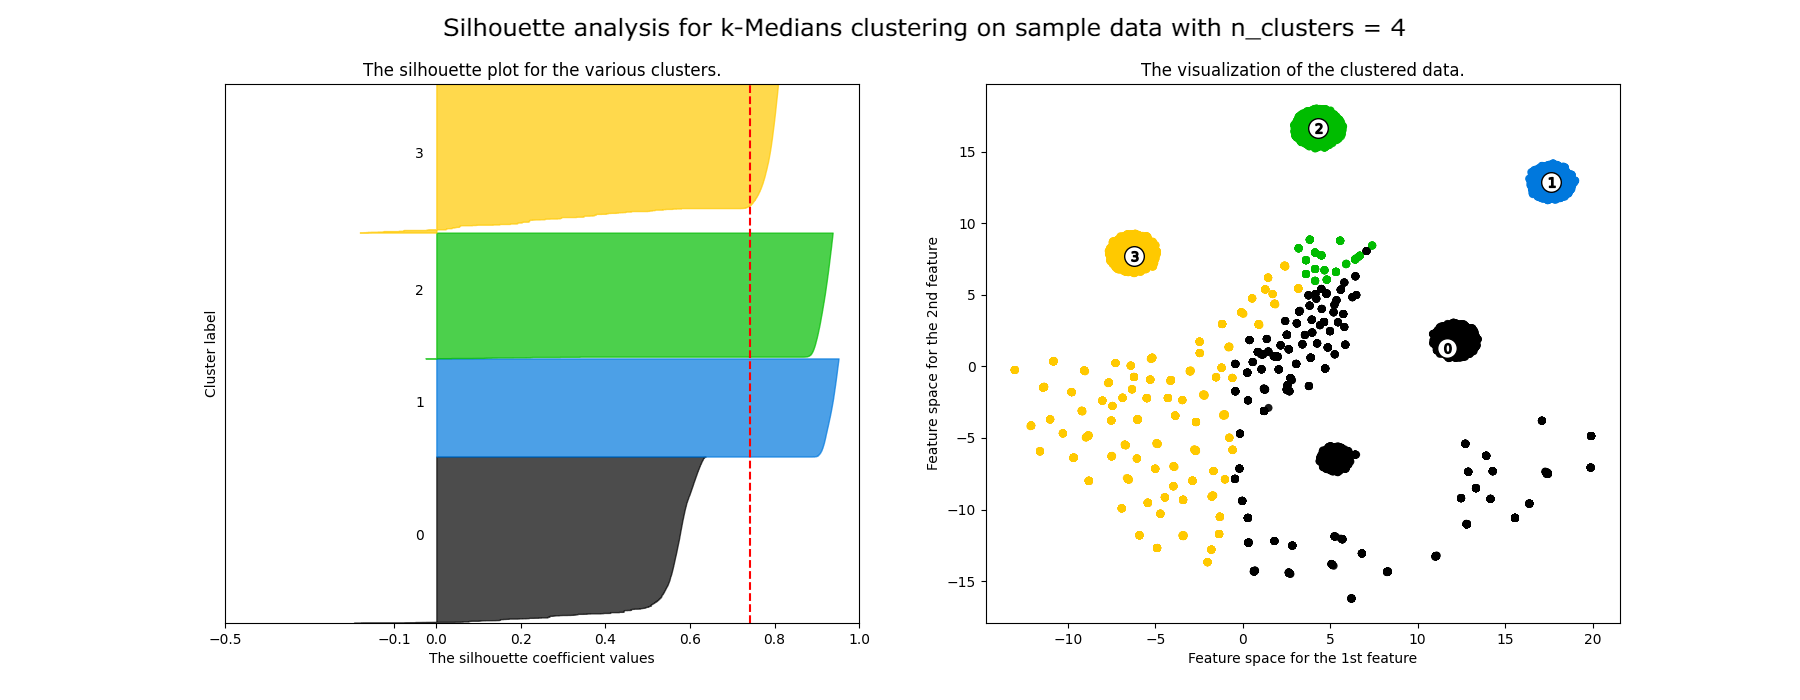 Silhouette analysis for k-Medians clustering on sample data with n_clusters = 4
The silhouette plot for the various clusters.
Cluster label
3
2
1
0
−0.5 −0.1 0.0 0.2 0.4 0.6 0.8 1.0
The silhouette coefficient values
The visualization of the clustered data.
Feature space for the 2nd feature
15
10
5
0
−5
−10
−15
2
1
3
0
−10 −5 0 5 10 15 20
Feature space for the 1st feature